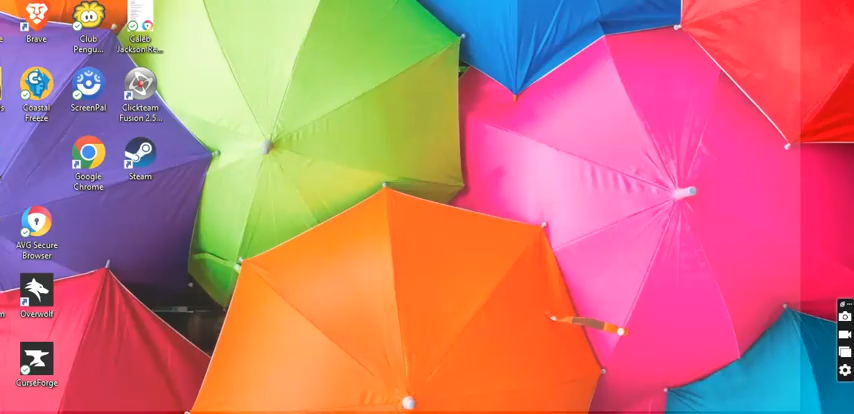 Brave
Club
Pengu...
Caleb
Jackson Re...
Coastal
Freeze
ScreenPal
Clickteam
Fusion 2.5...
Google
Chrome
Steam
AVG Secure
Browser
Overwolf
CurseForge